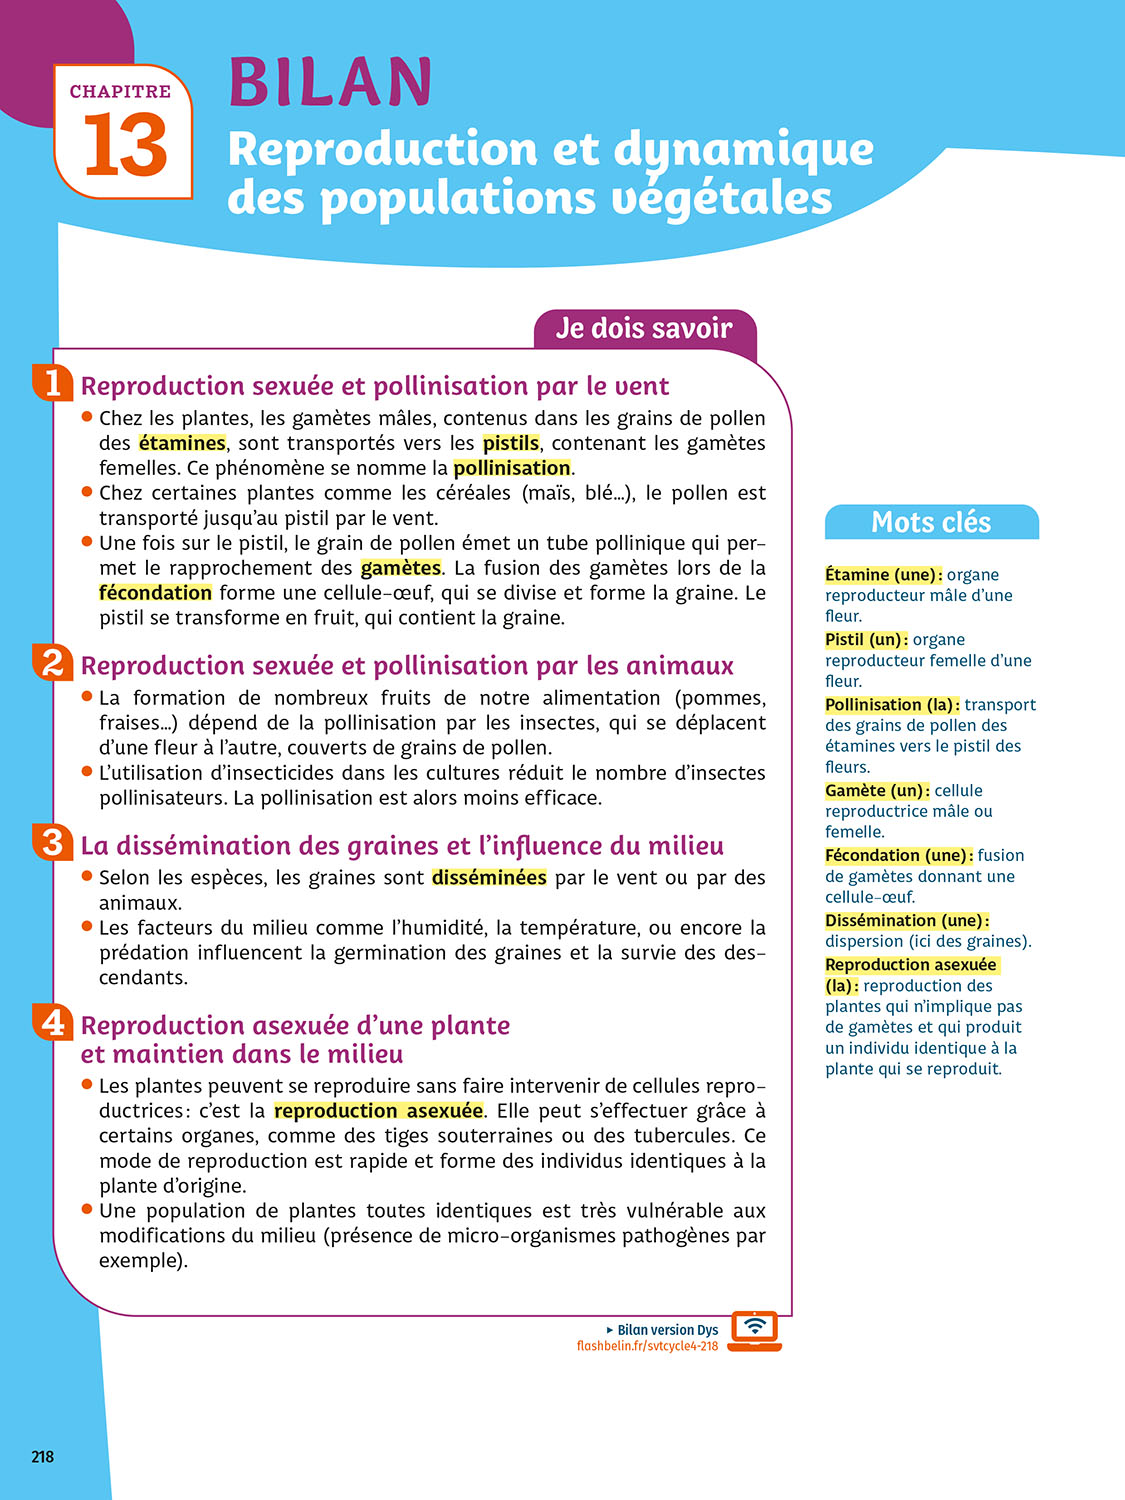 CHAPITRE
13
BILAN
Reproduction et dynamique
des populations végétales
Je dois savoir
1 Reproduction sexuée et pollinisation par le vent
• Chez les plantes, les gamètes mâles, contenus dans les grains de pollen
des étamines, sont transportés vers les pistils, contenant les gamètes
femelles. Ce phénomène se nomme la pollinisation.
• Chez certaines plantes comme les céréales (maïs, blé…), le pollen est
transporté jusqu’au pistil par le vent.
• Une fois sur le pistil, le grain de pollen émet un tube pollinique qui per-
met le rapprochement des gamètes. La fusion des gamètes lors de la
fécondation forme une cellule-œuf, qui se divise et forme la graine. Le
pistil se transforme en fruit, qui contient la graine.
2 Reproduction sexuée et pollinisation par les animaux
• La formation de nombreux fruits de notre alimentation (pommes,
fraises…) dépend de la pollinisation par les insectes, qui se déplacent
d’une fleur à l’autre, couverts de grains de pollen.
• L’utilisation d’insecticides dans les cultures réduit le nombre d’insectes
pollinisateurs. La pollinisation est alors moins efficace.
3 La dissémination des graines et l’influence du milieu
• Selon les espèces, les graines sont disséminées par le vent ou par des
animaux.
• Les facteurs du milieu comme l’humidité, la température, ou encore la
prédation influencent la germination des graines et la survie des des-
cendants.
4 Reproduction asexuée d’une plante
et maintien dans le milieu
• Les plantes peuvent se reproduire sans faire intervenir de cellules repro-
ductrices : c’est la reproduction asexuée. Elle peut s’effectuer grâce à
certains organes, comme des tiges souterraines ou des tubercules. Ce
mode de reproduction est rapide et forme des individus identiques à la
plante d’origine.
• Une population de plantes toutes identiques est très vulnérable aux
modifications du milieu (présence de micro-organismes pathogènes par
exemple).
▸ Bilan version Dys
flashbelin.fr/svtcycle4-218
Mots clés
Étamine (une) : organe
reproducteur mâle d’une
fleur.
Pistil (un) : organe
reproducteur femelle d’une
fleur.
Pollinisation (la) : transport
des grains de pollen des
étamines vers le pistil des
fleurs.
Gamète (un) : cellule
reproductrice mâle ou
femelle.
Fécondation (une) : fusion
de gamètes donnant une
cellule-œuf.
Dissémination (une) :
dispersion (ici des graines).
Reproduction asexuée
(la) : reproduction des
plantes qui n’implique pas
de gamètes et qui produit
un individu identique à la
plante qui se reproduit.
218